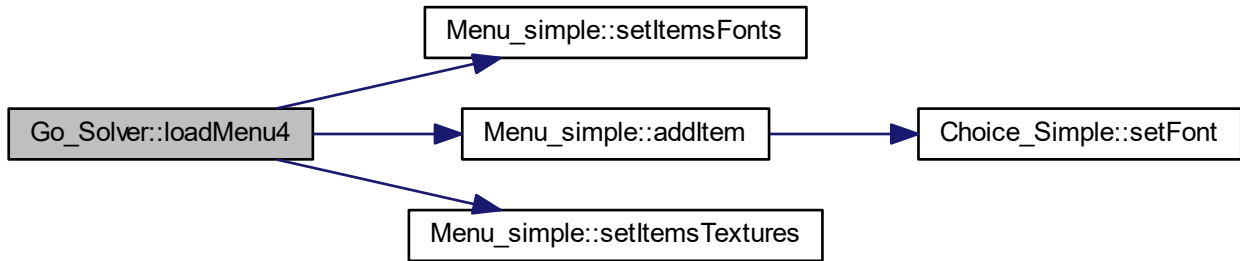 Menu_simple::setItemsFonts
Go_Solver::loadMenu4
Menu_simple::addItem
Choice_Simple::setFont
Menu_simple::setItemsTextures